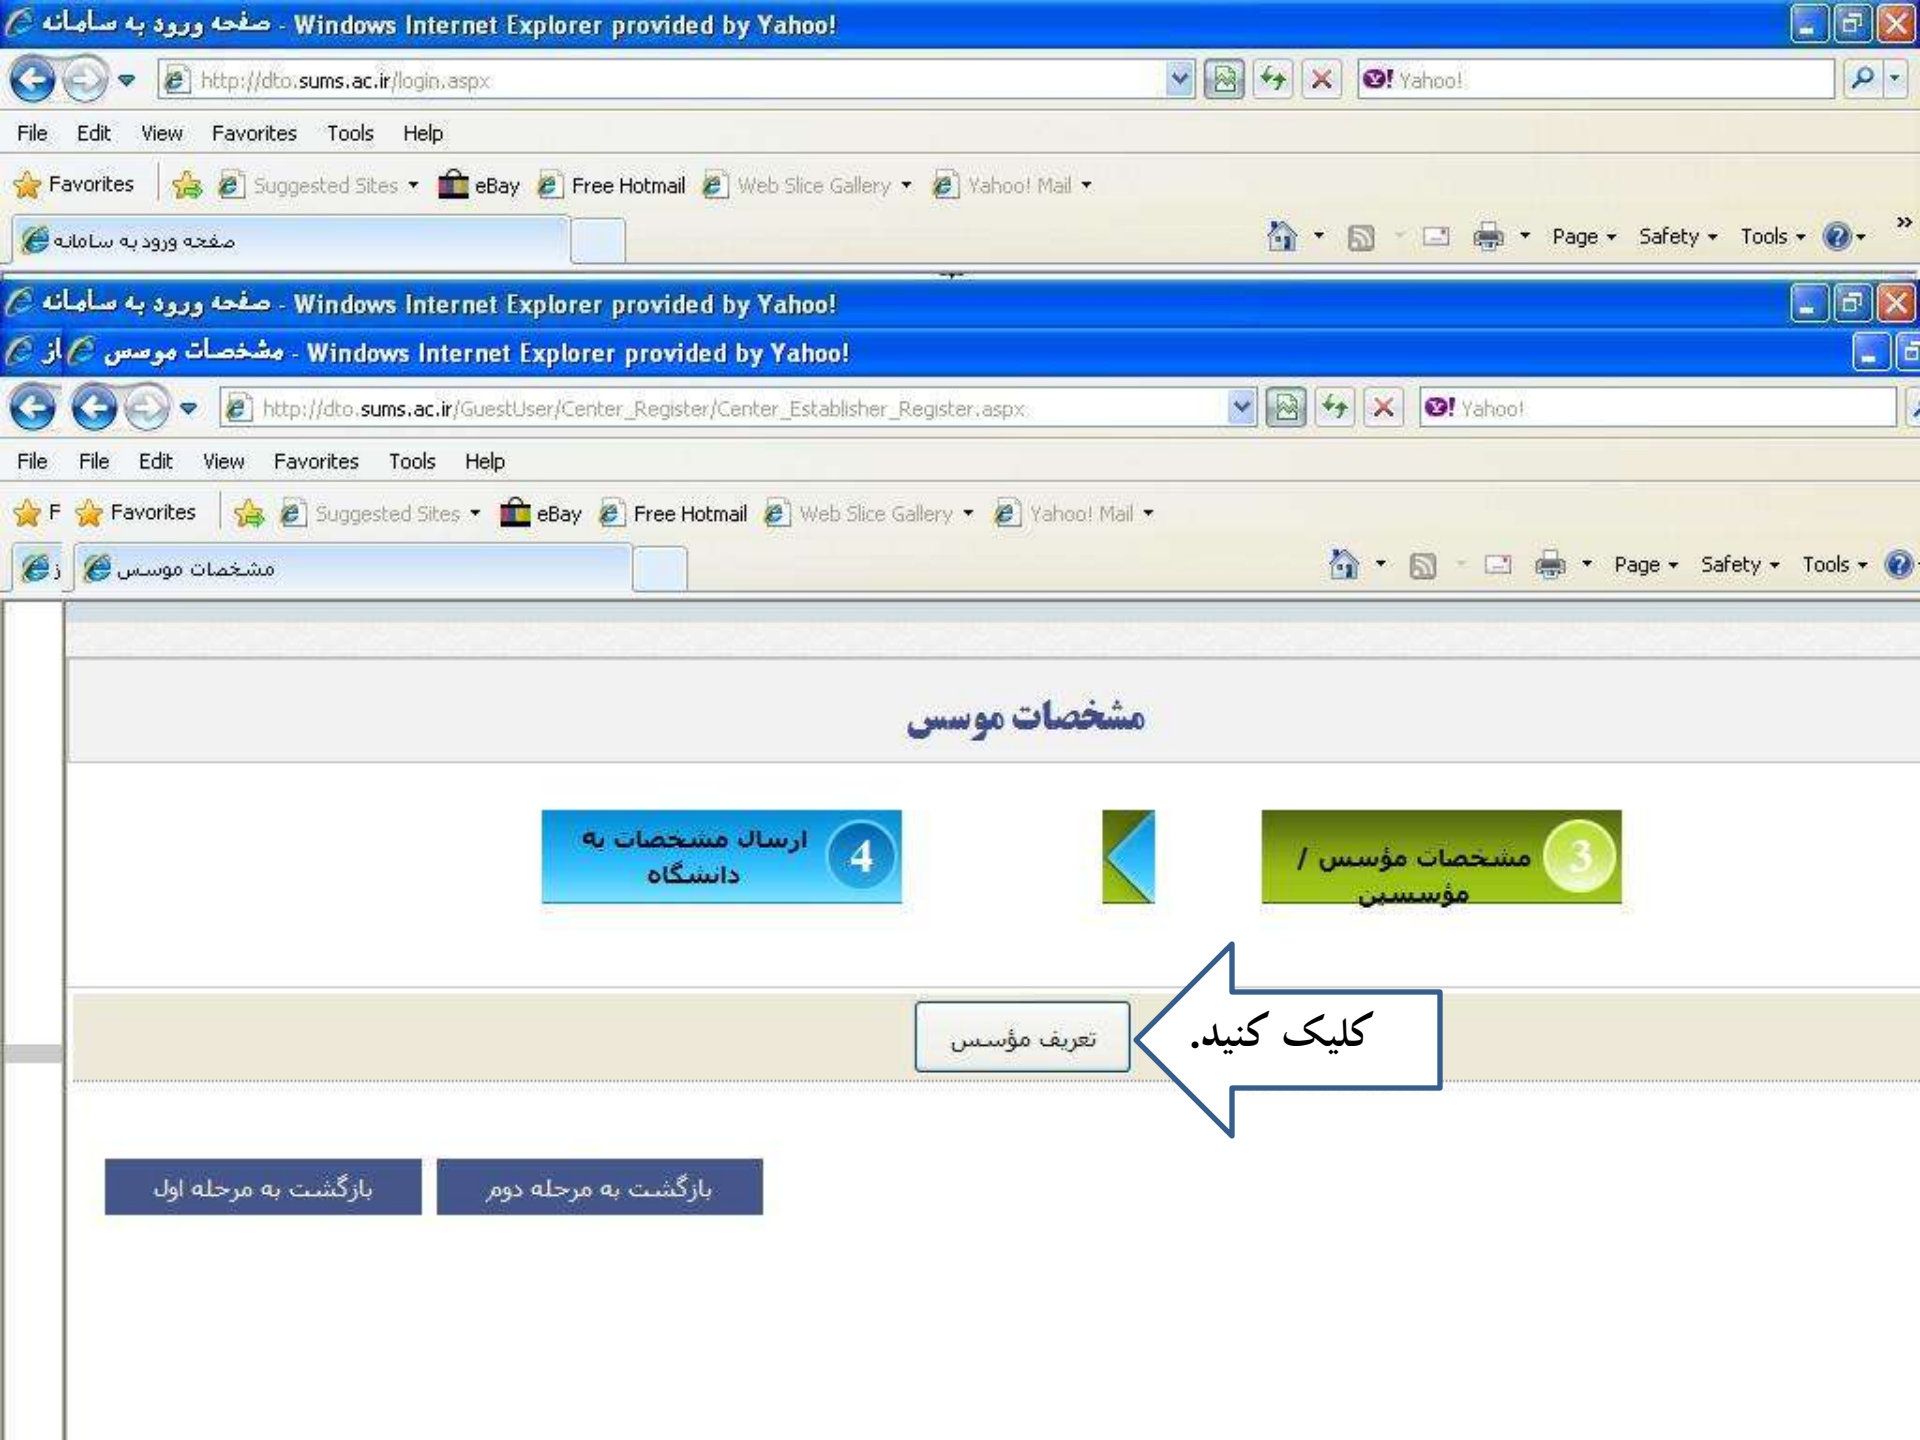 صفحه ورود به سامانه - Windows Internet Explorer provided by Yahoo!
http://dto.sums.ac.ir/login.aspx
Yahoo!
File Edit View Favorites Tools Help
Favorites Suggested Sites eBay Free Hotmail Web Slice Gallery Yahoo! Mail
صفحه ورود به سامانه
Page Safety Tools »
صفحه ورود به سامانه - Windows Internet Explorer provided by Yahoo!
از مشخصات موسس - Windows Internet Explorer provided by Yahoo!
http://dto.sums.ac.ir/GuestUser/Center_Register/Center_Establisher_Register.aspx
Yahoo!
File File Edit View Favorites Tools Help
F Favorites Suggested Sites eBay Free Hotmail Web Slice Gallery Yahoo! Mail
مشخصات موسس
Page Safety Tools
مشخصات موسس
3 مشخصات مؤسس /
مؤسسین
4 ارسال مشخصات به
دانشگاه
کلیک کنید.
تعریف مؤسس
بازگشت به مرحله دوم
بازگشت به مرحله اول